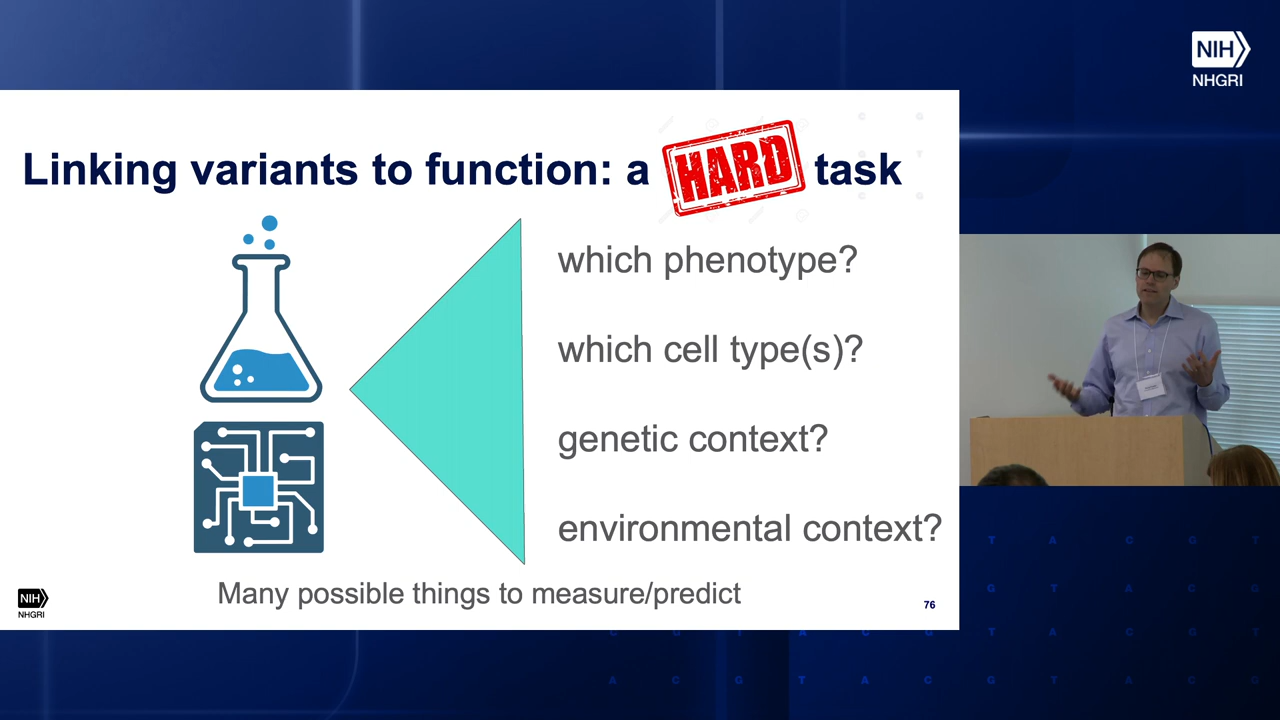 NIH
NHGRI
Linking variants to function: a HARD task
which phenotype?
which cell type(s)?
genetic context?
environmental context?
Many possible things to measure/predict
NIH
NHGRI
76
T A C G T
G T A C G
C G T A C G T A C G T
A C G T A C G T A C G